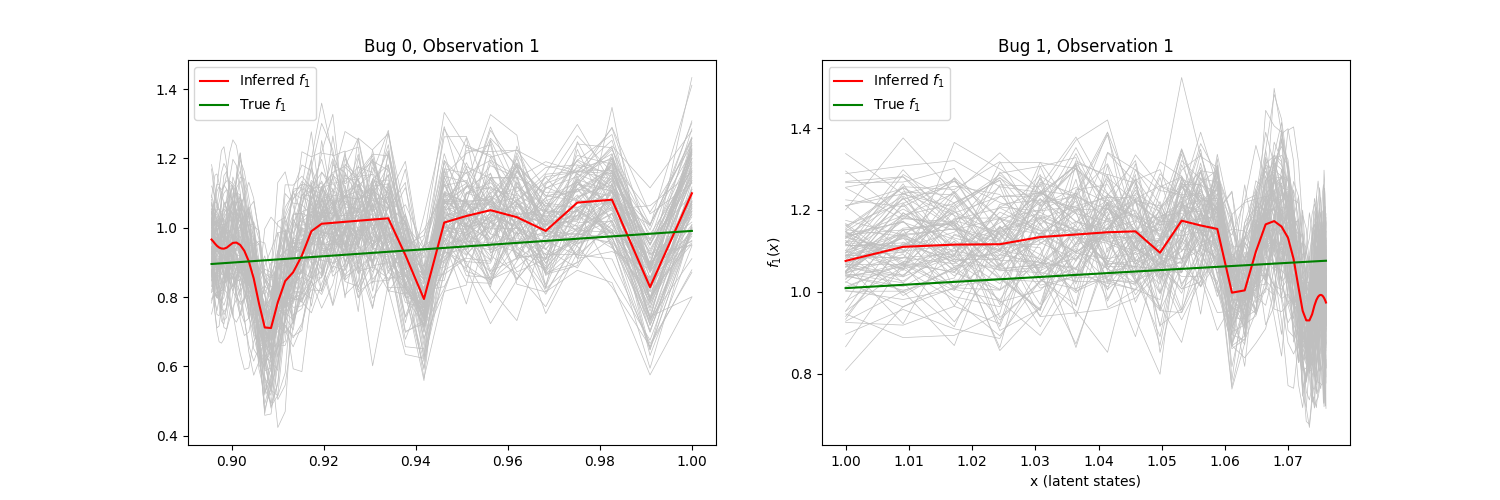 Bug 0, Observation 1
Inferred f₁
True f₁
1.4
1.2
1.0
0.8
0.6
0.4
0.90 0.92 0.94 0.96 0.98 1.00
Bug 1, Observation 1
Inferred f₁
True f₁
f₁(x)
1.4
1.2
1.0
0.8
1.00 1.01 1.02 1.03 1.04 1.05 1.06 1.07
x (latent states)